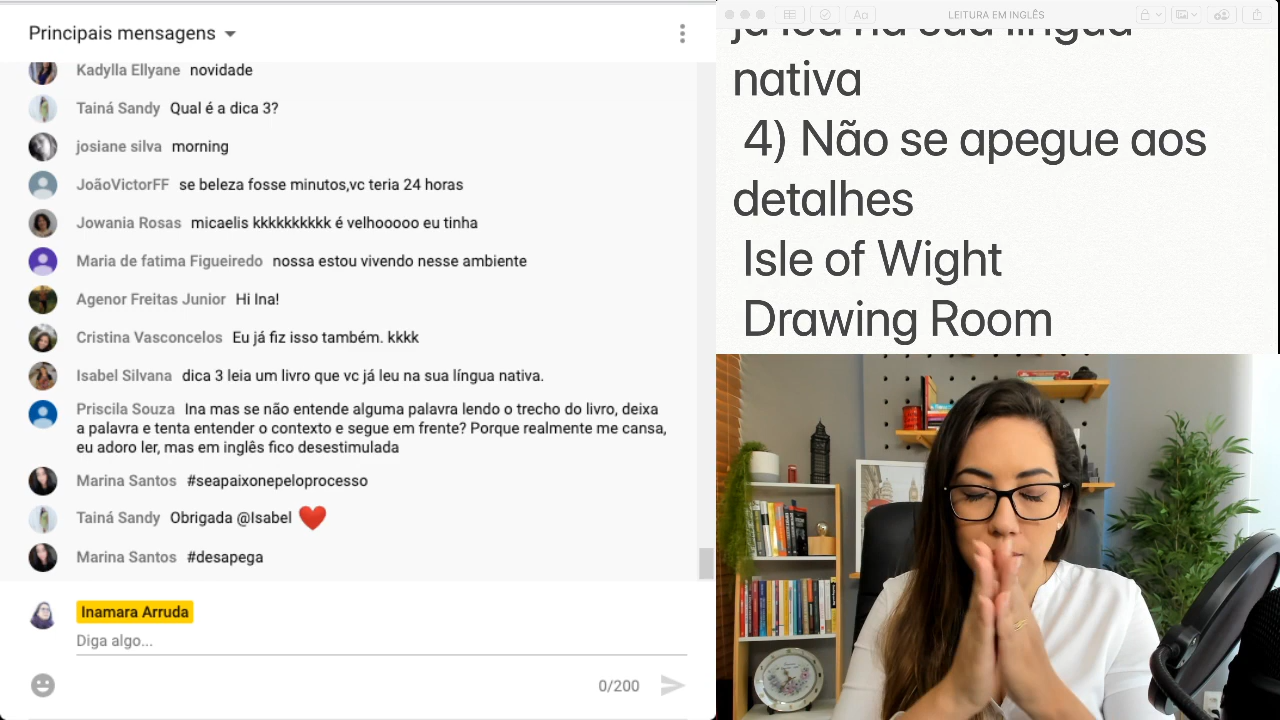 Principais mensagens
Kadylla Ellyane novidade
Tainá Sandy Qual é a dica 3?
josiane silva morning
JoãoVictorFF se beleza fosse minutos,vc teria 24 horas
Jowania Rosas micaelis kkkkkkkkkk é velhooooo eu tinha
Maria de fatima Figueiredo nossa estou vivendo nesse ambiente
Agenor Freitas Junior Hi Ina!
Cristina Vasconcelos Eu já fiz isso também. kkkk
Isabel Silvana dica 3 leia um livro que vc já leu na sua língua nativa.
Priscila Souza Ina mas se não entende alguma palavra lendo o trecho do livro, deixa
a palavra e tenta entender o contexto e segue em frente? Porque realmente me cansa,
eu adoro ler, mas em inglês fico desestimulada
Marina Santos #seapaixonepeloprocesso
Tainá Sandy Obrigada @Isabel ❤️
Marina Santos #desapega
Inamara Arruda
Diga algo...
0/200
Aa
LEITURA EM INGLÊS
já leu na sua língua
nativa
4) Não se apegue aos
detalhes
Isle of Wight
Drawing Room